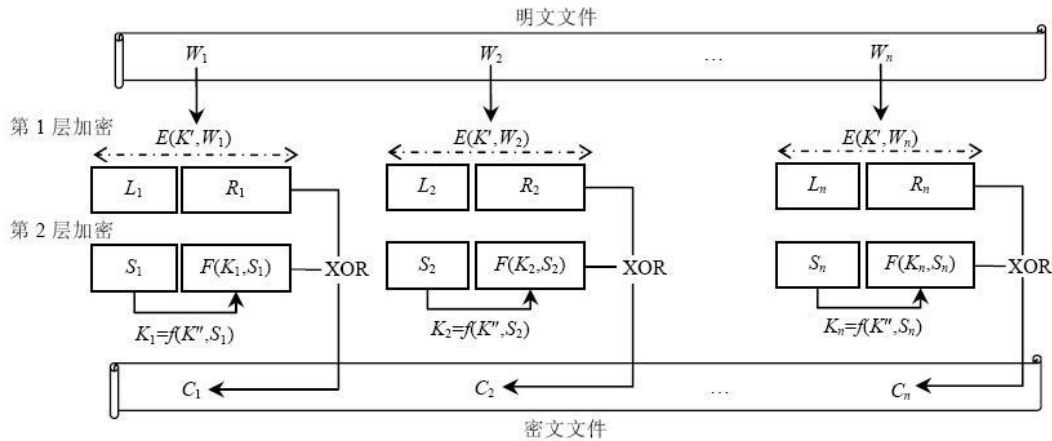 明文文件
W₁ W₂ … Wₙ
第 1 层加密
E(K′,W₁) E(K′,W₂) E(K′,Wₙ)
L₁ R₁ L₂ R₂ Lₙ Rₙ
第 2 层加密
S₁ F(K₁,S₁) XOR S₂ F(K₂,S₂) XOR Sₙ F(Kₙ,Sₙ) XOR
K₁=f(K″,S₁) K₂=f(K″,S₂) Kₙ=f(K″,Sₙ)
C₁ C₂ … Cₙ
密文文件